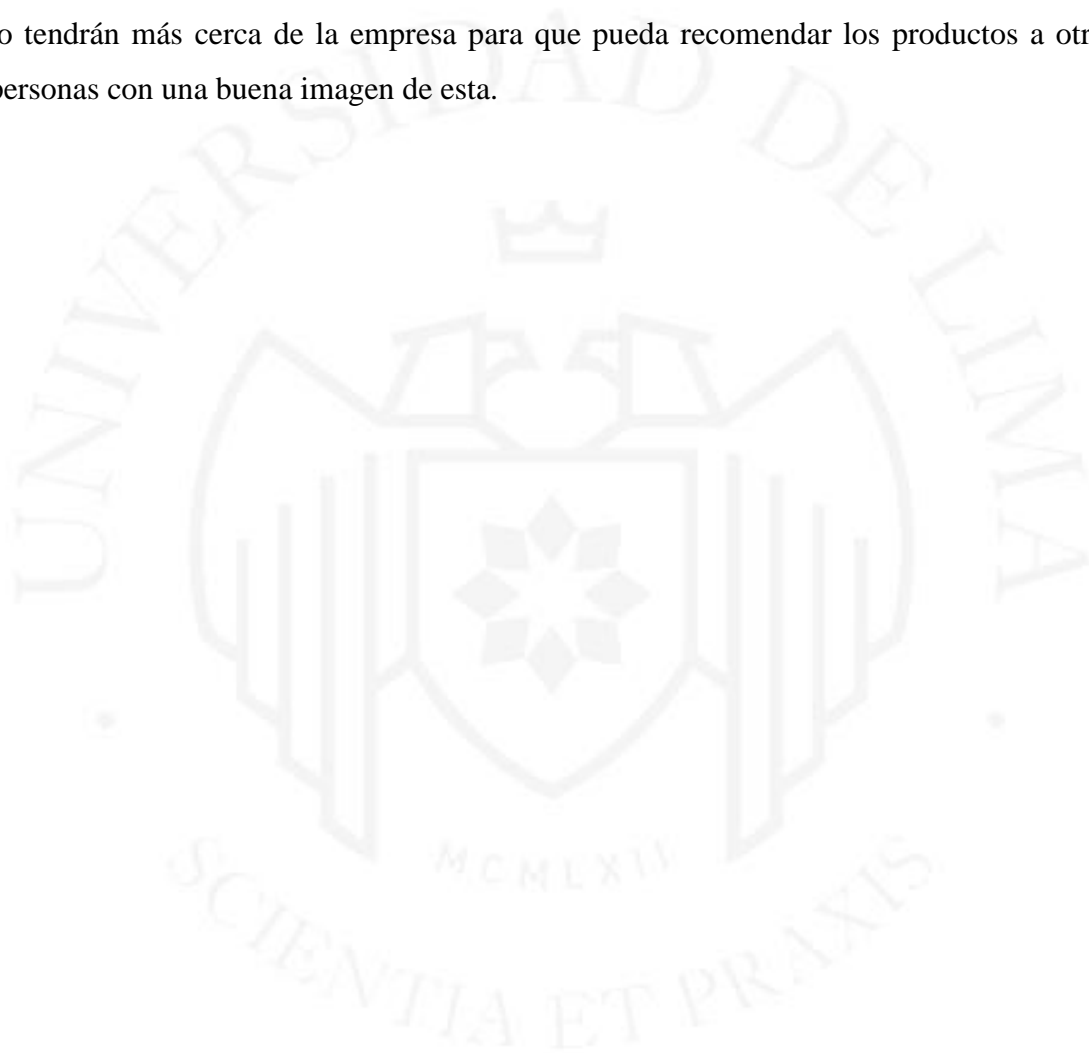 o tendrán más cerca de la empresa para que pueda recomendar los productos a otr
personas con una buena imagen de esta.
UNIVERSIDAD DE LIMA
MCMLXII
SCIENTIA ET PRAXIS